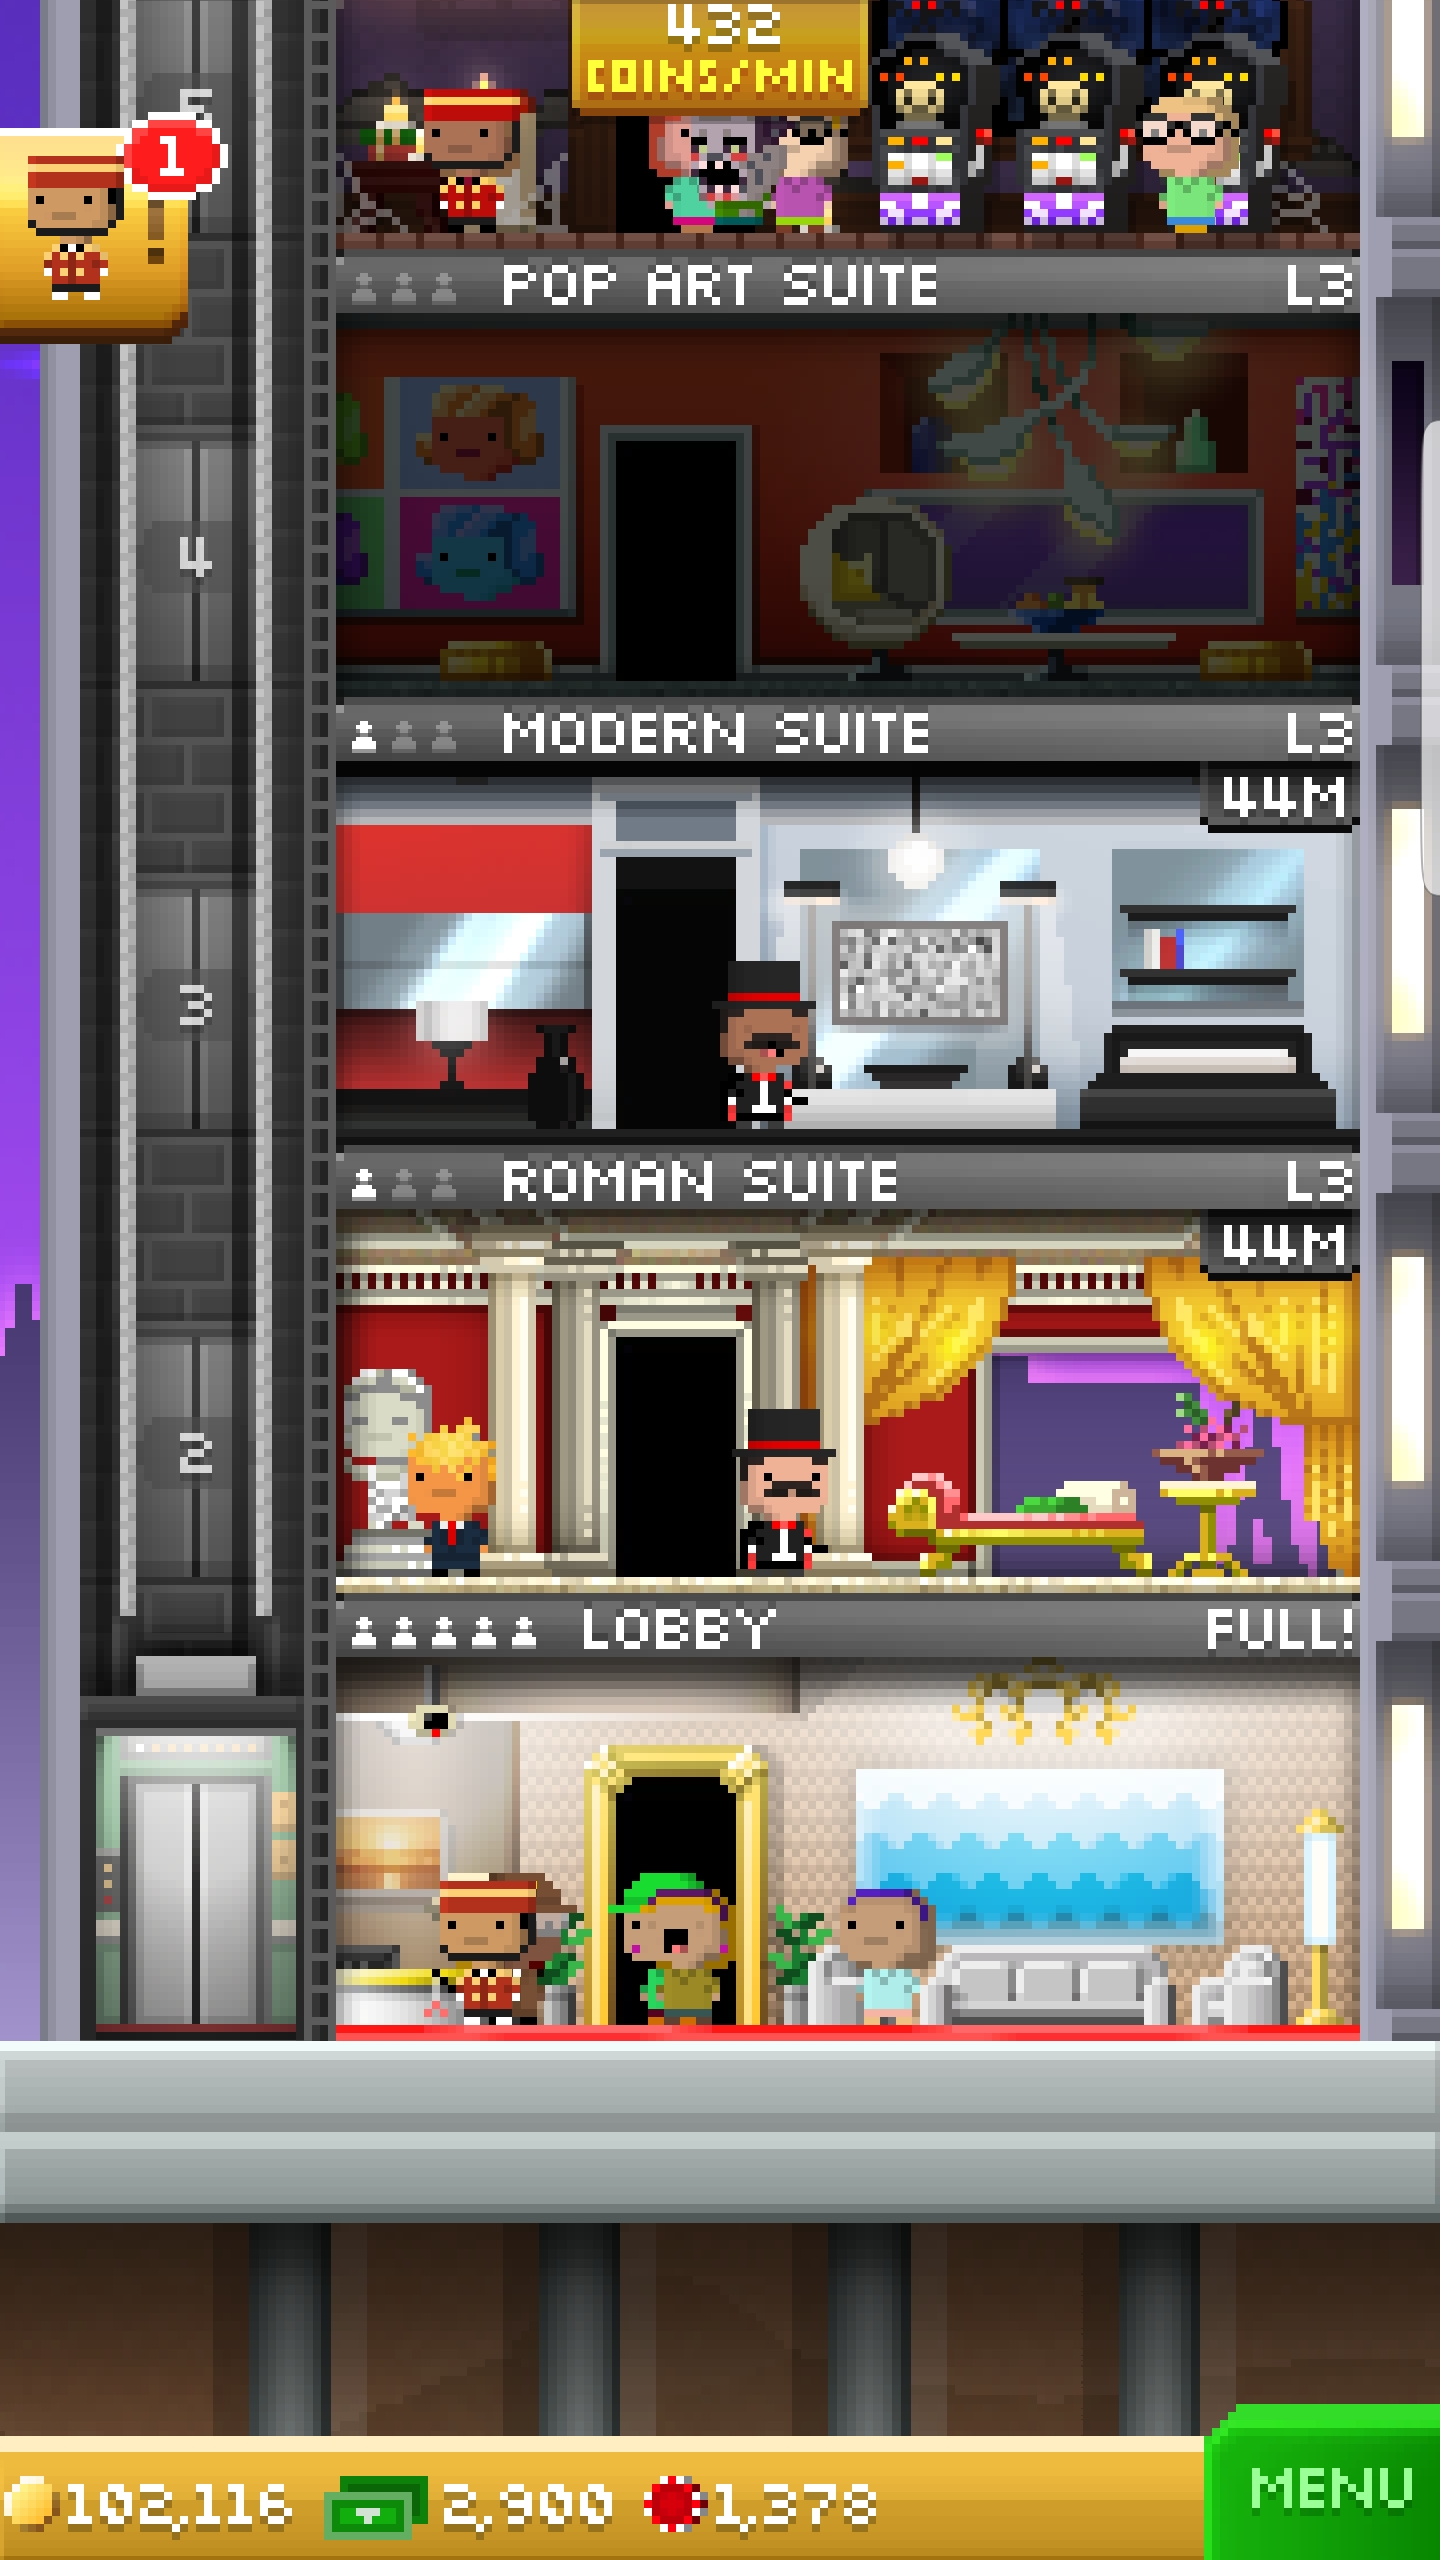 432
COINS/MIN
5
1
POP ART SUITE L3
4
MODERN SUITE L3
44M
3
ROMAN SUITE L3
44M
2
LOBBY FULL!
102,116 2,900 1,378
MENU